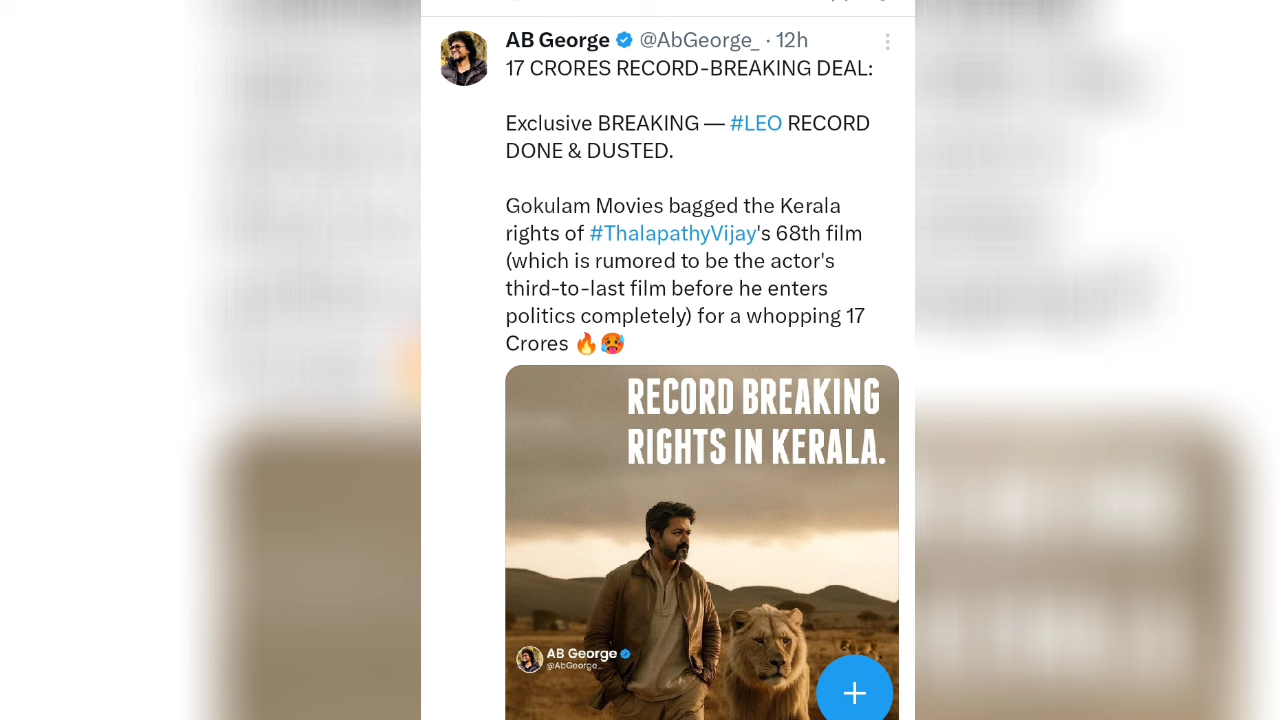 AB George @AbGeorge_ · 12h
17 CRORES RECORD-BREAKING DEAL:
Exclusive BREAKING — #LEO RECORD
DONE & DUSTED.
Gokulam Movies bagged the Kerala
rights of #ThalapathyVijay's 68th film
(which is rumored to be the actor's
third-to-last film before he enters
politics completely) for a whopping 17
Crores 🔥🥵
RECORD BREAKING
RIGHTS IN KERALA.
AB George
@AbGeorge_